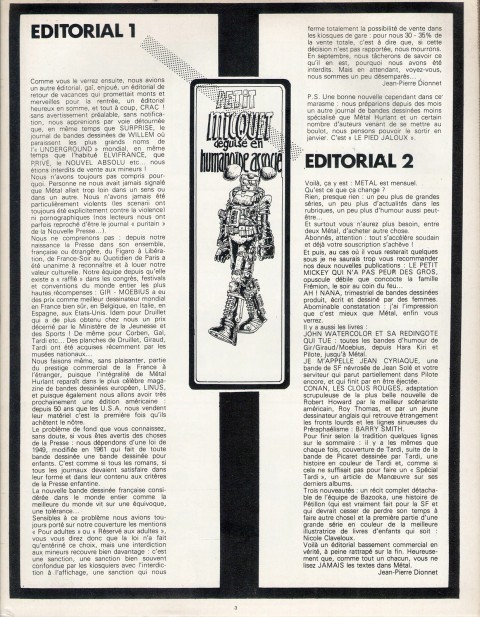 EDITORIAL 1
Comme vous le verrez ensuite, nous avions
un autre éditorial, gai, enjoué, un éditorial de
retour de vacances qui promettait monts et
merveilles pour la rentrée, un éditorial
heureux en somme, et tout à coup, CRAC !
sans avertissement préalable, sans notifica-
tion, nous apprenions par voie détournée
que, en même temps que SURPRISE, le
journal de bandes dessinées de WILLEM où
paraissent les plus grands noms de
l'« UNDERGROUND » mondial, en même
temps que l'habitué ELVIFRANCE, que
PRIVÉ, le NOUVEL ABSOLU etc... nous
étions interdits de vente aux mineurs !
Nous n'avons toujours pas compris pour-
quoi. Personne ne nous avait jamais signalé
que Métal allait trop loin dans un sens ou
dans un autre. Nous n'avons jamais été
particulièrement violents (les scenarii ont
toujours été explicitement contre la violence)
ni pornographiques (nos lecteurs nous ont
parfois reproché d'être le journal « puritain »
de la Nouvelle Presse...).
Nous ne comprenons pas : depuis notre
naissance la Presse dans son ensemble,
française ou étrangère, du Figaro à Libéra-
tion, de France-Soir au Quotidien de Paris a
été unanime à reconnaître et à louer notre
valeur culturelle. Notre équipe depuis qu'elle
existe a « raflé » dans les congrès, festivals
et conventions du monde entier les plus
hautes récompenses : GIR - MOEBIUS a eu
des prix comme meilleur dessinateur mondial
en France bien sûr, en Belgique, en Italie, en
Espagne, aux Etats-Unis. Idem pour Druillet
qui a de plus obtenu chez nous un prix
décerné par le Ministère de la Jeunesse et
des Sports ! De même pour Corben, Gal,
Tardi etc... Des planches de Druillet, Giraud,
Tardi ont été acquises récemment par les
musées nationaux...
Nous faisons même, sans plaisanter, partie
du prestige commercial de la France à
l'étranger, puisque l'intégralité de Métal
Hurlant reparaît dans le plus célèbre maga-
zine de bandes dessinées européen, LINUS,
et puisque également nous allons avoir très
prochainement une édition américaine :
depuis 50 ans que les U.S.A. nous vendent
leur matériel c'est la première fois qu'ils
achètent le nôtre.
Le problème de fond que vous connaissez,
sans doute, si vous êtes avertis des choses
de la Presse : nous dépendons d'une loi de
1949, modifiée en 1961 qui fait de toute
bande dessinée une bande dessinée pour
enfants. C'est comme si tous les romans, si
tous les journaux devaient satisfaire dans
leur forme et dans leur contenu aux critères
de la Presse enfantine.
La nouvelle bande dessinée française consi-
dérée dans le monde entier comme la
meilleure du monde vit sur une équivoque,
une tolérance...
Sensibles à ce problème nous avions tou-
jours porté sur notre couverture les mentions
« Pour adultes » ou « Réservé aux adultes »,
vous vous direz donc que la loi n'a fait
qu'entériner ce choix, mais une interdiction
aux mineurs recouvre bien davantage : c'est
une sanction, une sanction bien souvent
confondue par les kiosquiers avec l'interdic-
tion à l'affichage, une sanction qui nous
PETIT
MICQUET
déguisé en
humanoïde associé
ferme totalement la possibilité de vente dans
les kiosques de gare : pour nous 30 - 35% de
la vente totale, c'est à dire que, si cette
décision n'est pas rapportée, nous mourrons.
En septembre, nous tâcherons de savoir ce
qu'il en est, pourquoi nous avons été
interdits. Mais en attendant, voyez-vous,
nous sommes un peu désemparés...
Jean-Pierre Dionnet
P.S. Une bonne nouvelle cependant dans ce
marasme : nous préparions depuis des mois
un autre journal de bandes dessinées moins
spécialisé que Métal Hurlant et un certain
nombre d'auteurs venant de se mettre au
boulot, nous pensons pouvoir le sortir en
janvier. C'est « LE PIED JALOUX ».
EDITORIAL 2
Voilà, ça y est : METAL est mensuel.
Qu'est ce que ça change ?
Rien, presque rien : un peu plus de grandes
séries, un peu plus d'actualités dans les
rubriques, un peu plus d'humour aussi peut-
être...
Et surtout vous n'aurez plus besoin, entre
deux Métal, d'acheter autre chose.
Abonnés, attention : tout s'accélère soudain
et déjà votre souscription s'achève !
Et puis, au cas où il vous resterait quelques
sous je ne saurais trop vous recommander
nos deux nouvelles publications : LE PETIT
MICKEY QUI N'A PAS PEUR DES GROS,
opuscule débile que concocte la famille
Frémion, le soir au coin du feu...
AH ! NANA, trimestriel de bandes dessinées
produit, écrit et dessiné par des femmes.
Abominable constatation : j'ai l'impression
que c'est mieux que Métal, enfin vous
verrez.
Il y a aussi les livres :
JOHN WATERCOLOR ET SA REDINGOTE
QUI TUE : toutes les bandes d'humour de
Gir/Giraud/Moebius, depuis Hara Kiri et
Pilote, jusqu'à Métal.
JE M'APPELLE JEAN CYRIAQUE, une
bande de SF névrosée de Jean Solé et votre
serviteur qui parut partiellement dans Pilote
encore, et qui finit par en être éjectée.
CONAN, LES CLOUS ROUGES, adaptation
scrupuleuse de la plus belle nouvelle de
Robert Howard par le meilleur scénariste
américain, Roy Thomas, et par un jeune
dessinateur anglais qui retrouve étrangement
les fronts lourds et les lignes sinueuses du
Préraphaélisme : BARRY SMITH.
Pour finir selon la tradition quelques lignes
sur le sommaire : il y a les mêmes que
chaque fois, couverture de Tardi, suite de la
bande de Picaret dessinée par Tardi, une
histoire en couleur de Tardi et, comme si
cela ne suffisait pas pour faire un « Spécial
Tardi », un article de Manœuvre sur ses
derniers albums.
Trois nouveautés : un récit complet détacha-
ble de l'équipe de Bazooka, une histoire de
Pétillon (qui est vraiment fait pour la SF et
qui devrait cesser de perdre son temps à
faire autre chose) et la première partie d'une
grande série en couleur de la meilleure
illustratrice de livres d'enfants qui soit :
Nicole Claveloux.
Voilà un éditorial bassement commercial en
vérité, à peine rattrapé sur la fin. Heureuse-
ment que, comme tout un chacun, vous ne
lisez JAMAIS les textes dans Métal.
Jean-Pierre Dionnet
3